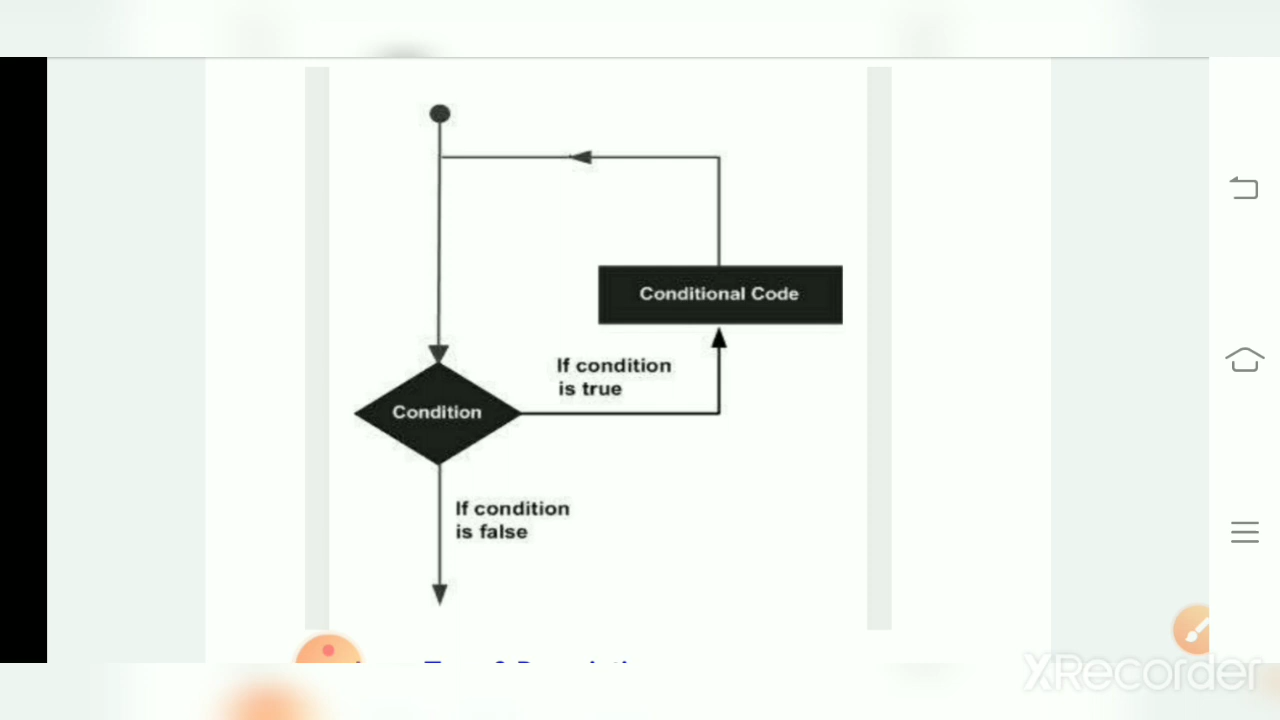 Conditional Code
If condition
is true
Condition
If condition
is false
XRecorder